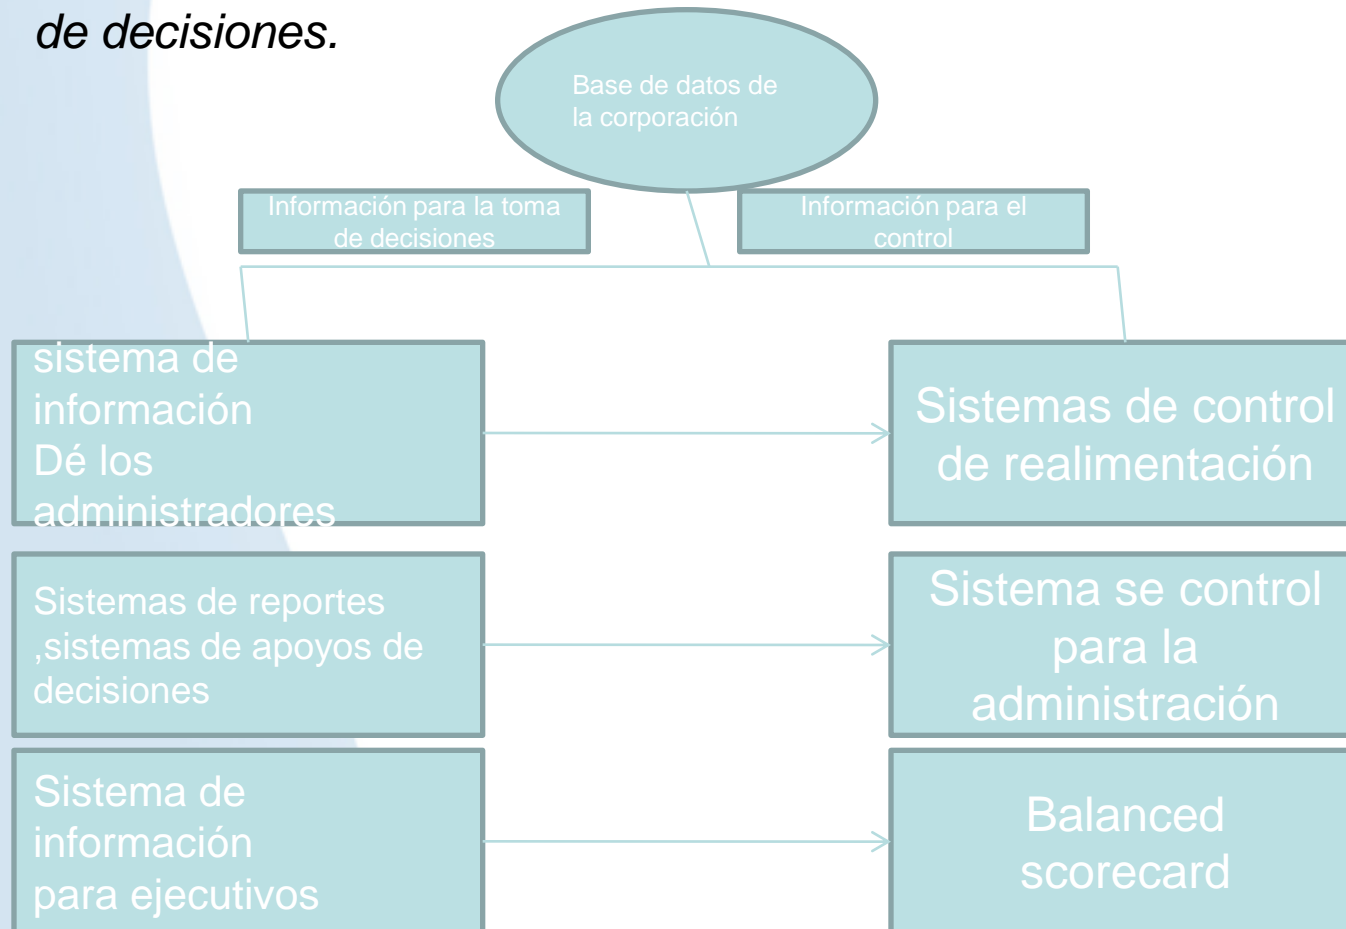 de decisiones.
Base de datos de
la corporación
Información para la toma
de decisiones
Información para el
control
sistema de
información
Dé los
administradores
Sistemas de control
de realimentación
Sistemas de reportes
,sistemas de apoyos de
decisiones
Sistema se control
para la
administración
Sistema de
información
para ejecutivos
Balanced
scorecard